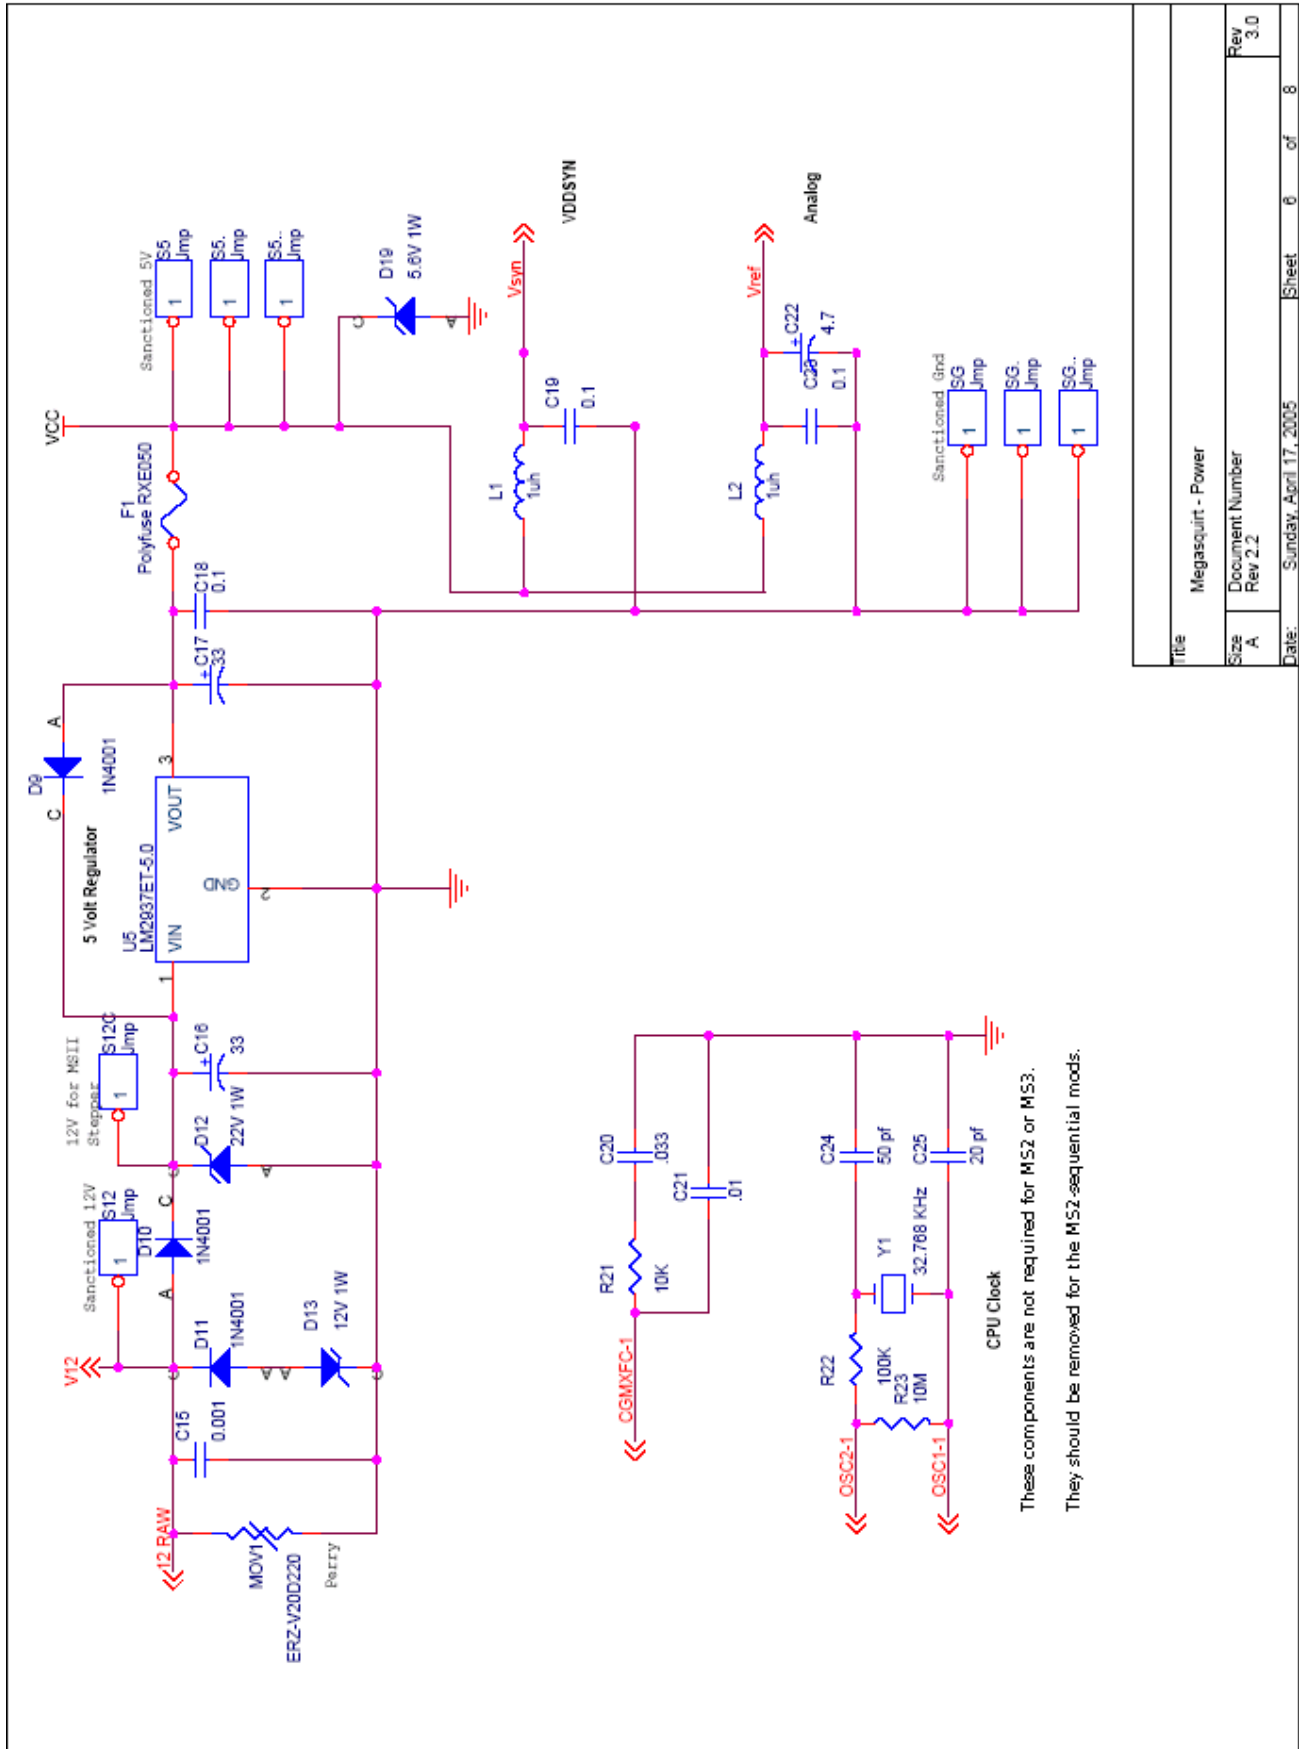 12 RAW
MOV1
ERZ-V20D220
Perry
C15
0.001
V12
Sanctioned 12V
S12
Jmp
1
D11
1N4001
D13
12V 1W
A
A
A
D10
1N4001
C
12V for MSII
Stepper
S12C
Jmp
1
D12
22V 1W
A
C16
33
5 Volt Regulator
U5
LM2937ET-5.0
VIN
VOUT
GND
1
2
3
D9
1N4001
C
A
C17
33
C18
0.1
F1
Polyfuse RXE050
VCC
Sanctioned 5V
S5
Jmp
1
S5.
Jmp
1
S5..
Jmp
1
C
D19
5.6V 1W
A
L1
1uh
C19
0.1
Vsyn
VDDSYN
L2
1uh
C23
0.1
C22
4.7
Vref
Analog
Sanctioned Gnd
SG
Jmp
1
SG.
Jmp
1
SG..
Jmp
1
CGMXFC-1
R21
10K
C20
.033
C21
.01
OSC2-1
OSC1-1
R22
100K
R23
10M
Y1
32.768 KHz
C24
50 pf
C25
20 pf
CPU Clock
These components are not required for MS2 or MS3.
They should be removed for the MS2-sequential mods.
Title
Megasquirt - Power
Size
A
Document Number
Rev 2.2
Rev
3.0
Date:
Sunday, April 17, 2005
Sheet
6
of
8